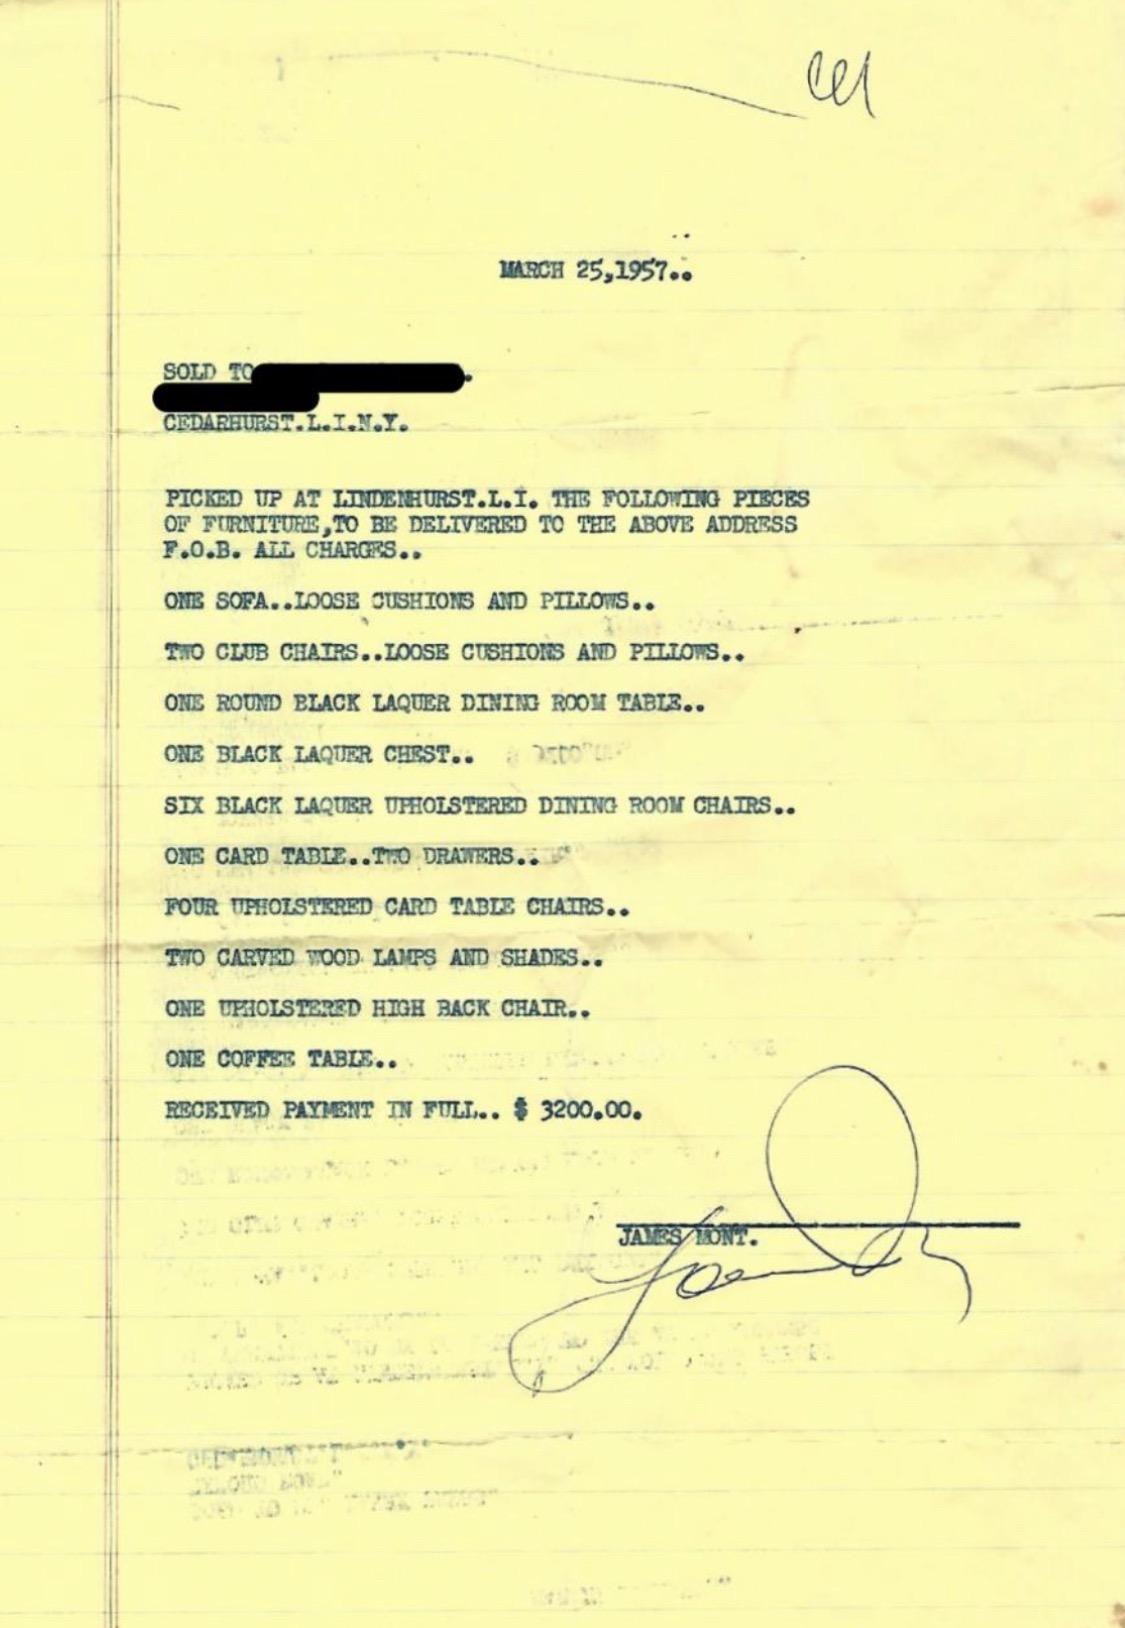 MARCH 25,1957..
SOLD TO
CEDARHURST.L.I.N.Y.
PICKED UP AT LINDENHURST.L.I. THE FOLLOWING PIECES
OF FURNITURE,TO BE DELIVERED TO THE ABOVE ADDRESS
F.O.B. ALL CHARGES..
ONE SOFA..LOOSE CUSHIONS AND PILLOWS..
TWO CLUB CHAIRS..LOOSE CUSHIONS AND PILLOWS..
ONE ROUND BLACK LAQUER DINING ROOM TABLE..
ONE BLACK LAQUER CHEST..
SIX BLACK LAQUER UPHOLSTERED DINING ROOM CHAIRS..
ONE CARD TABLE..TWO DRAWERS..
FOUR UPHOLSTERED CARD TABLE CHAIRS..
TWO CARVED WOOD LAMPS AND SHADES..
ONE UPHOLSTERED HIGH BACK CHAIR..
ONE COFFEE TABLE..
RECEIVED PAYMENT IN FULL.. $ 3200.00.
JAMES MONT.